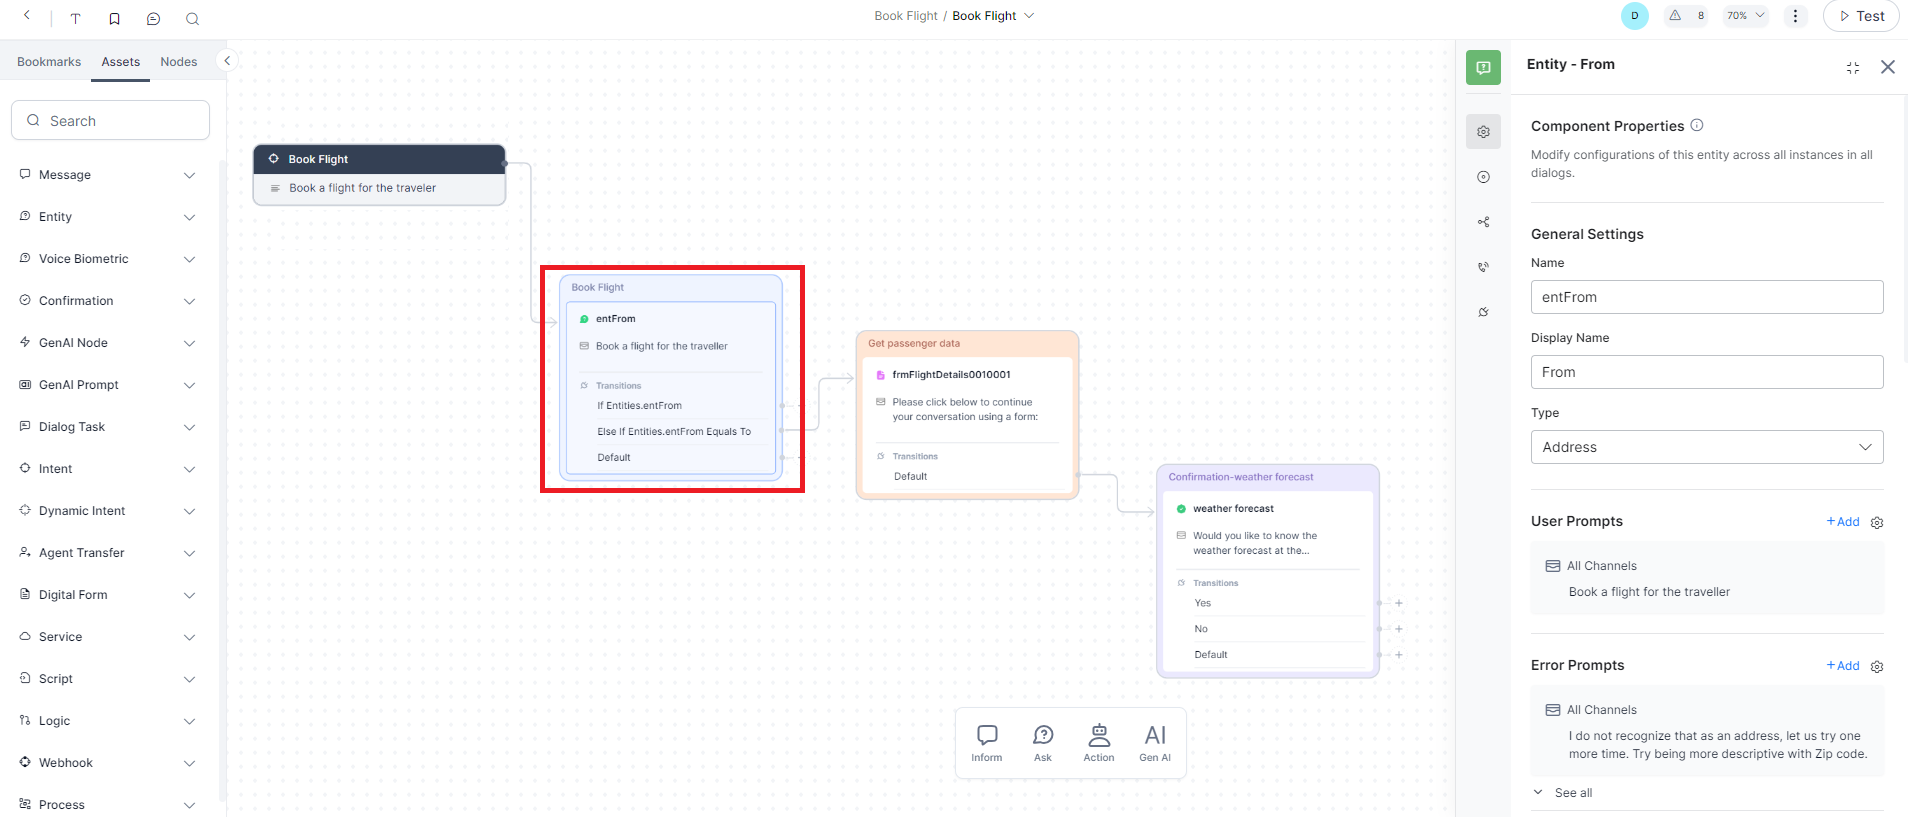 Book Flight / Book Flight
D
8
70%
Test
Bookmarks
Assets
Nodes
Search
Message
Entity
Voice Biometric
Confirmation
GenAI Node
GenAI Prompt
Dialog Task
Intent
Dynamic Intent
Agent Transfer
Digital Form
Service
Script
Logic
Webhook
Process
Book Flight
Book a flight for the traveler
Book Flight
entFrom
Book a flight for the traveller
Transitions
If Entities.entFrom
Else If Entities.entFrom Equals To
Default
Get passenger data
frmFlightDetails0010001
Please click below to continue
your conversation using a form:
Transitions
Default
Confirmation-weather forecast
weather forecast
Would you like to know the
weather forecast at the...
Transitions
Yes
No
Default
Inform
Ask
Action
AI
Gen AI
Entity - From
Component Properties
Modify configurations of this entity across all instances in all
dialogs.
General Settings
Name
entFrom
Display Name
From
Type
Address
User Prompts
+Add
All Channels
Book a flight for the traveller
Error Prompts
+Add
All Channels
I do not recognize that as an address, let us try one
more time. Try being more descriptive with Zip code.
See all